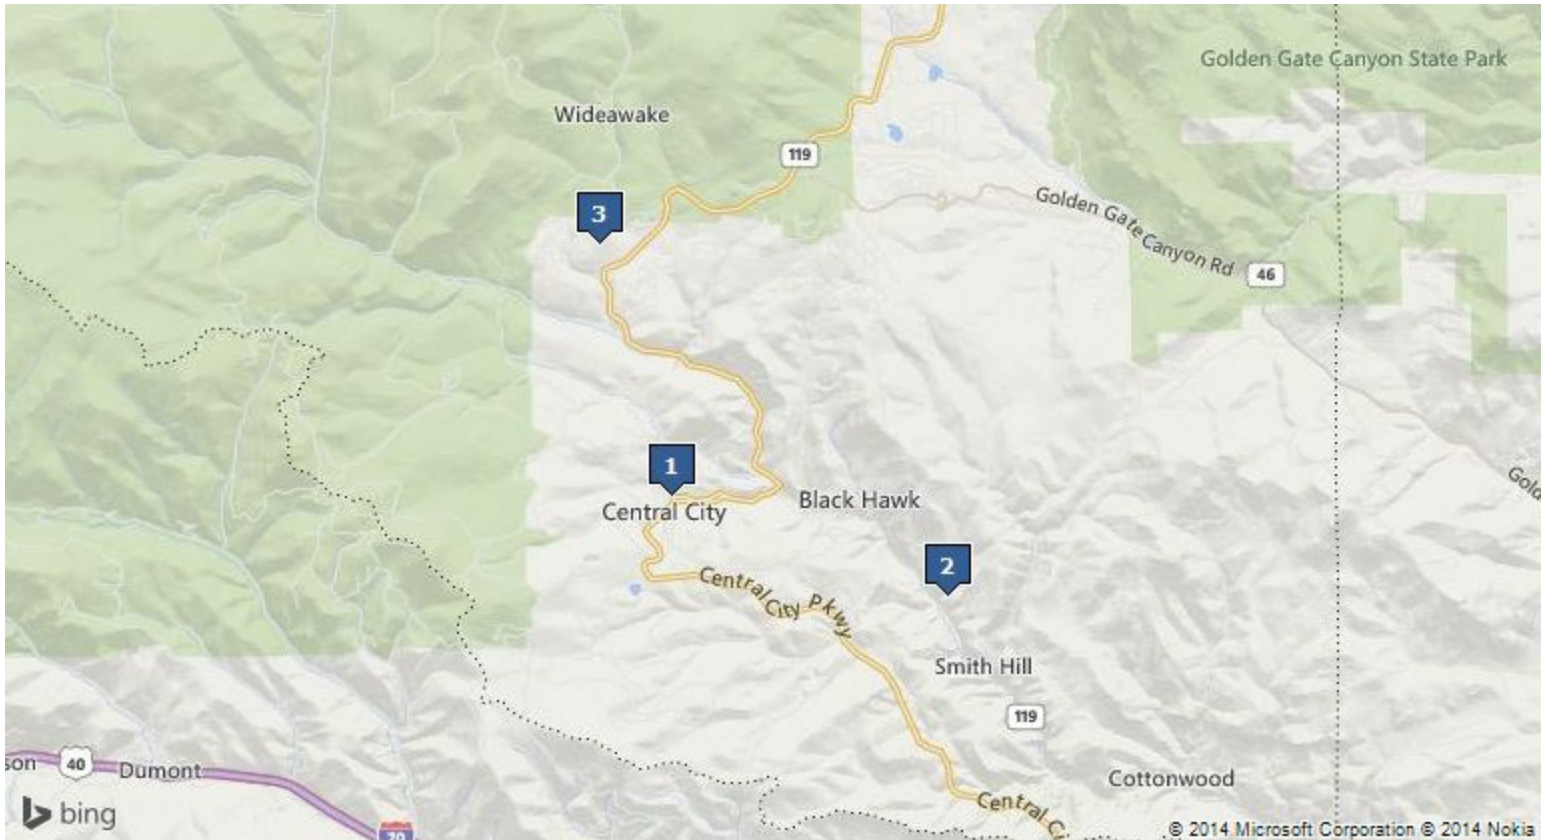 Golden Gate Canyon State Park
Wideawake
119
3
Golden Gate Canyon Rd
46
1
Central City
Black Hawk
2
Central City Pkwy
Smith Hill
119
son
40
Dumont
Cottonwood
Gold
Central Ci
bing
70
© 2014 Microsoft Corporation © 2014 Nokia